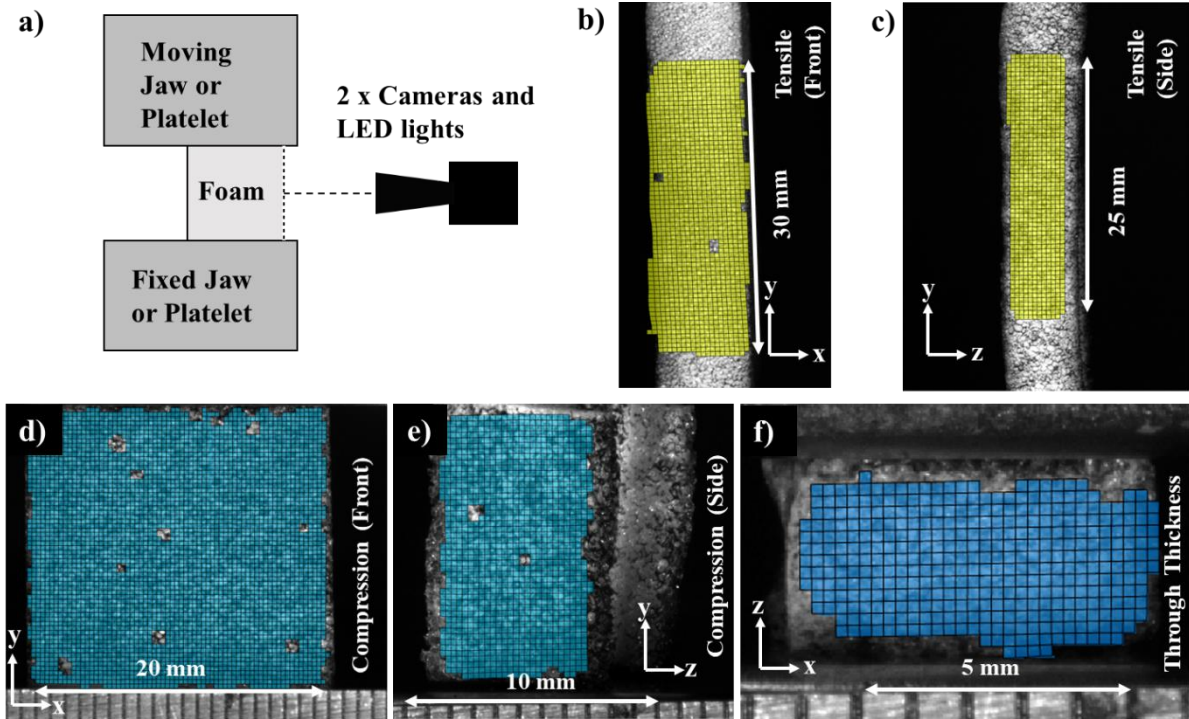 a)
Moving
Jaw or
Platelet
2 x Cameras and
LED lights
Foam
Fixed Jaw
or Platelet
b)
Tensile
(Front)
30 mm
y
x
c)
Tensile
(Side)
25 mm
y
z
d)
Compression (Front)
20 mm
y
x
e)
Compression (Side)
10 mm
y
z
f)
Through Thickness
5 mm
z
x